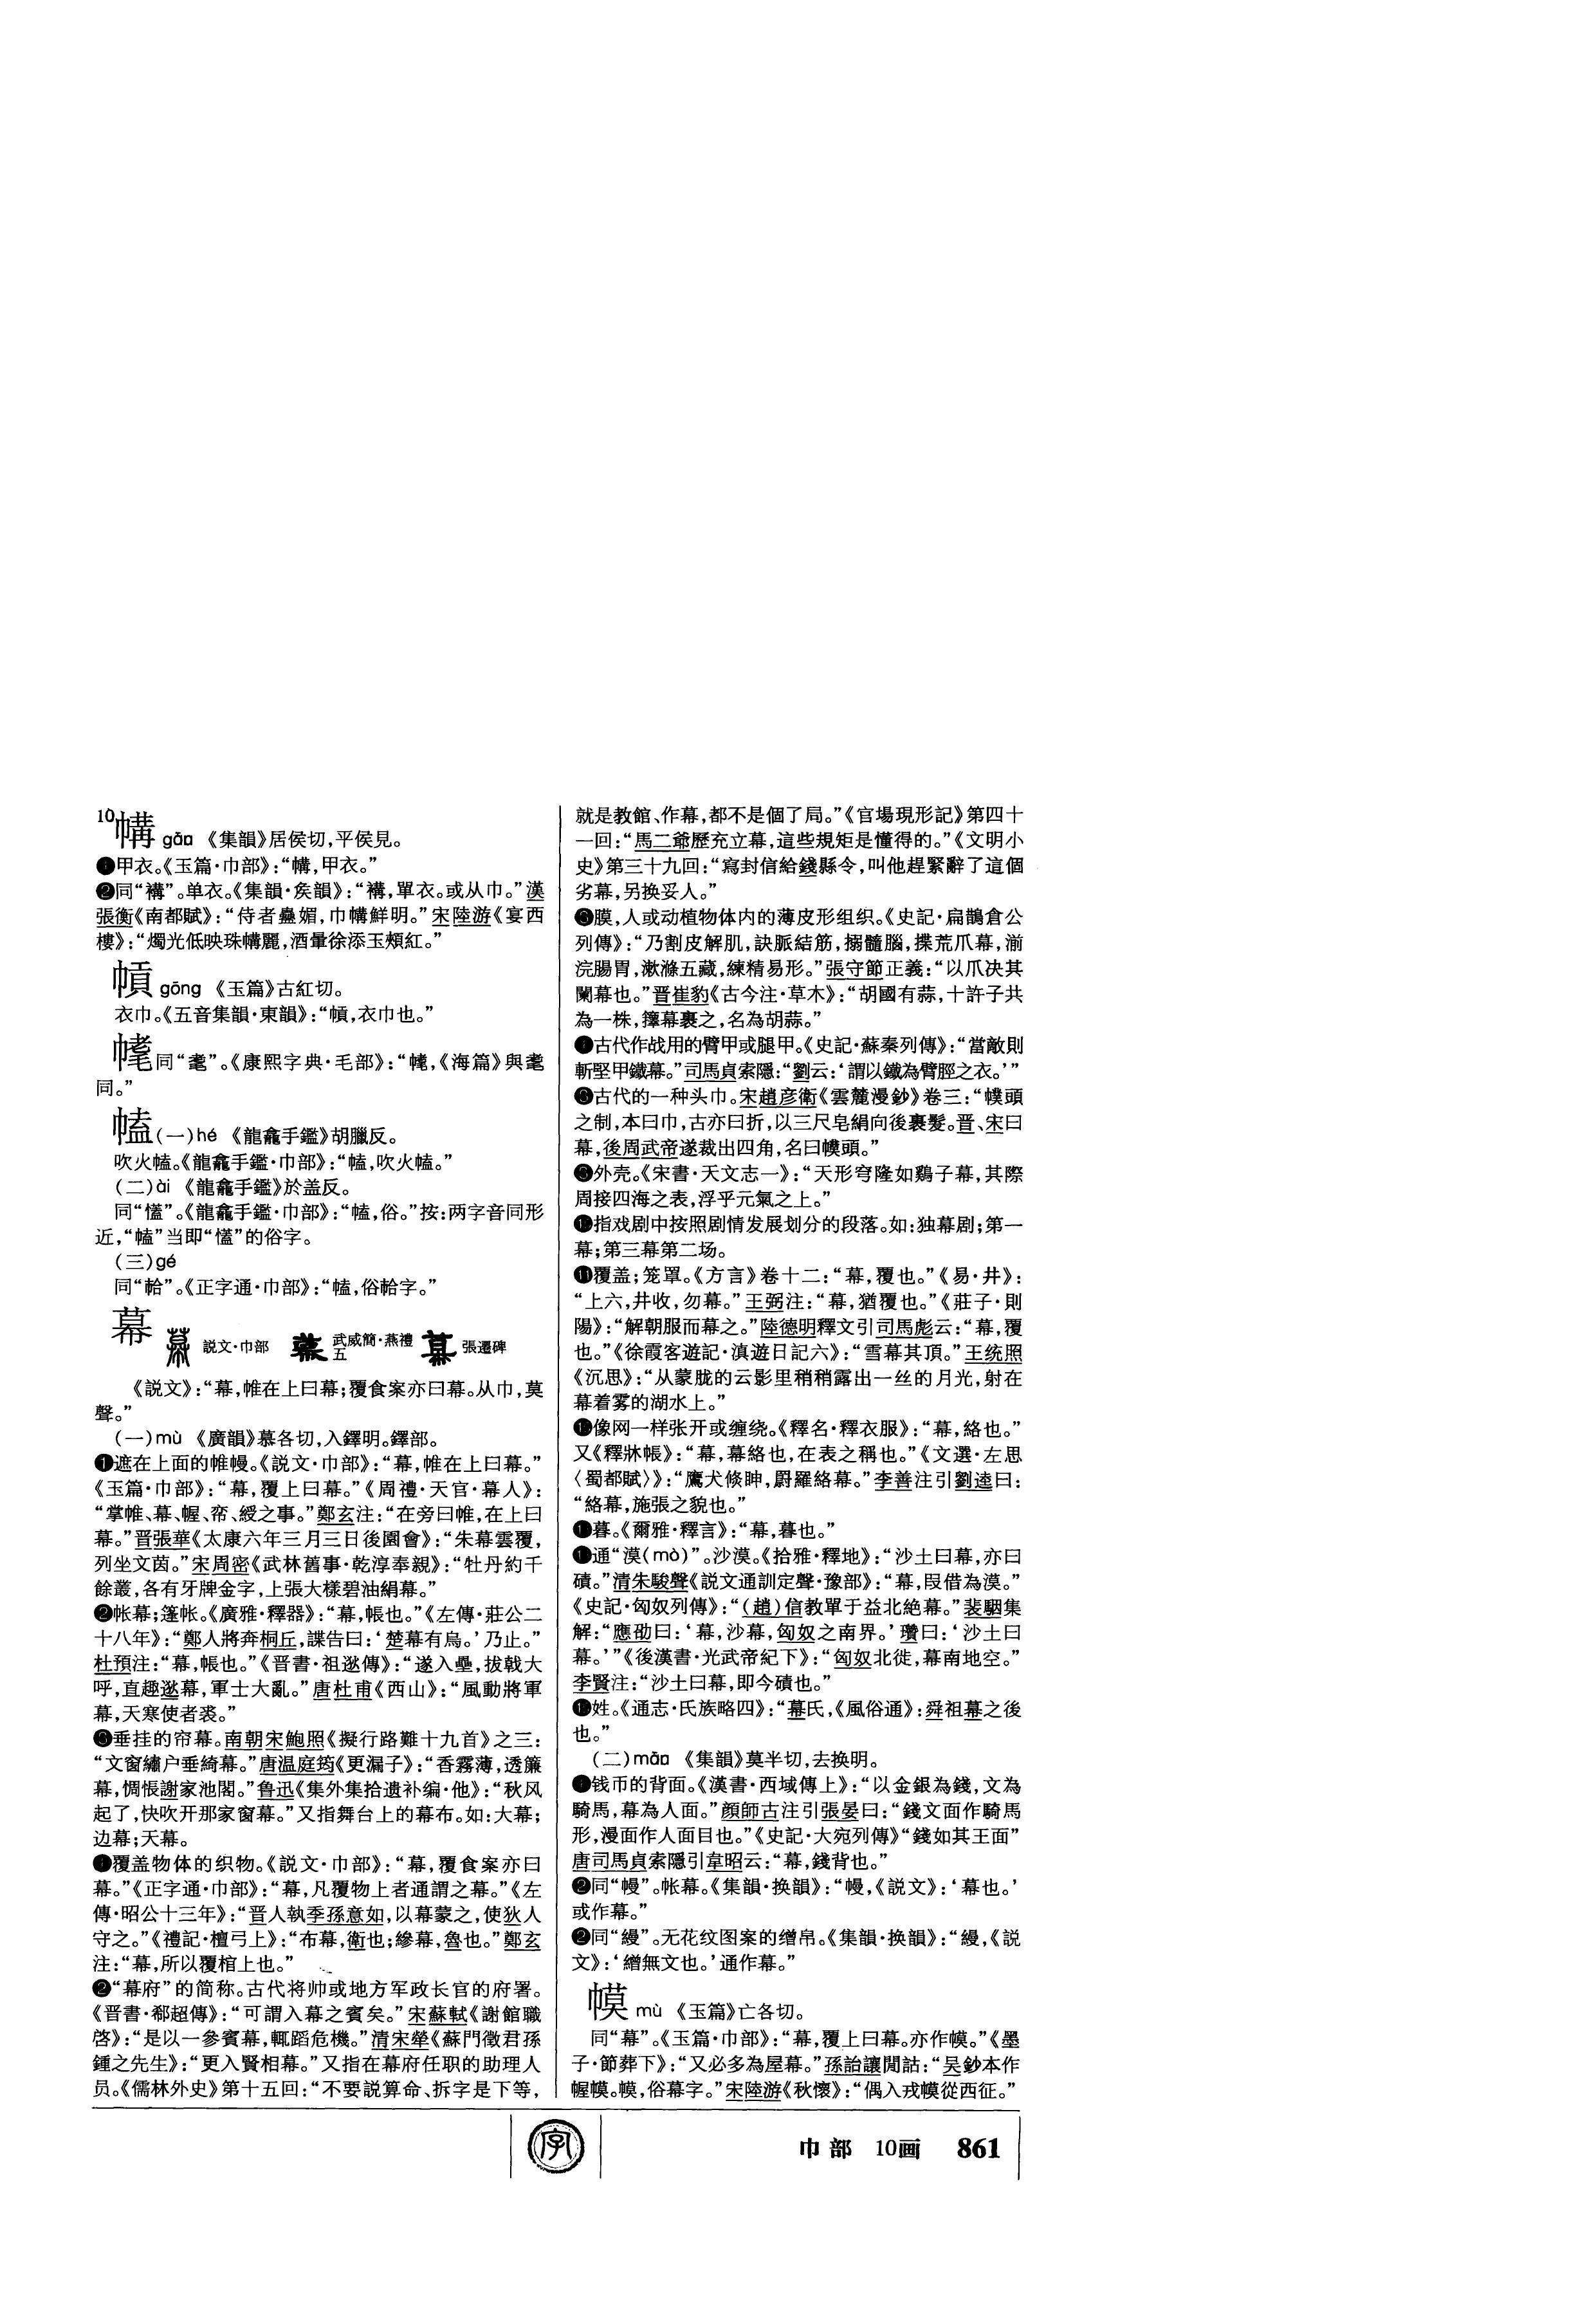 10
幬 gān 《集韻》居侯切,平侯見。
❶甲衣。《玉篇·巾部》:“㡚,甲衣。”
❷同“褠”。单衣。《集韻·矦韻》:“褠,單衣。或从巾。”漢
張衡《南都賦》:“侍者蠱媚,巾㡚鮮明。”宋陸游《宴西
樓》:“燭光低映珠㡚麗,酒暈徐添玉頰紅。”
㡰 gōng 《玉篇》古紅切。
衣巾。《五音集韻·東韻》:“,衣巾也。”
同“耄”。《康熙字典·毛部》:“,《海篇》與耄
同。”
㡋(一)hé 《龍龕手鑑》胡臘反。
吹火㡋。《龍龕手鑑·巾部》:“㡋,吹火㡋。”
(二)ài 《龍龕手鑑》於盖反。
同“㦣”。《龍龕手鑑·巾部》:“㡋,俗。”按:两字音同形
近,“㡋”当即“㦣”的俗字。
(三)gé
同“帢”。《正字通·巾部》:“㡋,俗帢字。”
幕 説文·巾部 武威簡·燕禮五 張遷碑
《説文》:“幕,帷在上曰幕;覆食案亦曰幕。从巾,莫
聲。”
(一)mù 《廣韻》慕各切,入鐸明。鐸部。
❶遮在上面的帷幔。《説文·巾部》:“幕,帷在上曰幕。”
《玉篇·巾部》:“幕,覆上曰幕。”《周禮·天官·幕人》:
“掌帷、幕、幄、帟、綬之事。”鄭玄注:“在旁曰帷,在上曰
幕。”晋張華《太康六年三月三日後園會》:“朱幕雲覆,
列坐文茵。”宋周密《武林舊事·乾淳奉親》:“牡丹約千
餘叢,各有牙牌金字,上張大樣碧油絹幕。”
❷帐幕;篷帐。《廣雅·釋器》:“幕,帳也。”《左傳·莊公二
十八年》:“鄭人將奔桐丘,諜告曰:‘楚幕有烏。’乃止。”
杜預注:“幕,帳也。”《晋書·祖逖傳》:“遂入壘,拔戟大
呼,直趣逖幕,軍士大亂。”唐杜甫《西山》:“風動將軍
幕,天寒使者裘。”
❸垂挂的帘幕。南朝宋鮑照《擬行路難十九首》之三:
“文窗繡户垂綺幕。”唐温庭筠《更漏子》:“香霧薄,透簾
幕,惆悵謝家池閣。”鲁迅《集外集拾遗补编·他》:“秋风
起了,快吹开那家窗幕。”又指舞台上的幕布。如:大幕;
边幕;天幕。
覆盖物体的织物。《説文·巾部》:“幕,覆食案亦曰
幕。”《正字通·巾部》:“幕,凡覆物上者通謂之幕。”《左
傳·昭公十三年》:“晋人執季孫意如,以幕蒙之,使狄人
守之。”《禮記·檀弓上》:“布幕,衛也;縿幕,魯也。”鄭玄
注:“幕,所以覆棺上也。”
❷“幕府”的简称。古代将帅或地方军政长官的府署。
《晋書·郗超傳》:“可謂入幕之賓矣。”宋蘇軾《謝館職
啓》:“是以一參賓幕,輒蹈危機。”清宋犖《蘇門徵君孫
鍾之先生》:“更入賢相幕。”又指在幕府任职的助理人
员。《儒林外史》第十五回:“不要説算命、拆字是下等,
就是教館、作幕,都不是個了局。”《官場現形記》第四十
一回:“馬二爺歷充立幕,這些規矩是懂得的。”《文明小
史》第三十九回:“寫封信給錢縣令,叫他趕緊辭了這個
劣幕,另换妥人。”
膜,人或动植物体内的薄皮形组织。《史記·扁鵲倉公
列傳》:“乃割皮解肌,訣脈結筋,搦髓腦,揲荒爪幕,湔
浣腸胃,漱滌五藏,練精易形。”張守節正義:“以爪决其
闌幕也。”晋崔豹《古今注·草木》:“胡國有蒜,十許子共
為一株,籜幕裹之,名為胡蒜。”
古代作战用的臂甲或腿甲。《史記·蘇秦列傳》:“當敵則
斬堅甲鐵幕。”司馬貞索隱:“劉云:‘謂以鐵為臂脛之衣。’”
古代的一种头巾。宋趙彦衛《雲麓漫鈔》卷三:“幞頭
之制,本曰巾,古亦曰折,以三尺皂絹向後裹髮。晋、宋曰
幕,後周武帝遂裁出四角,名曰幞頭。”
外壳。《宋書·天文志一》:“天形穹隆如鷄子幕,其際
周接四海之表,浮乎元氣之上。”
指戏剧中按照剧情发展划分的段落。如:独幕剧;第一
幕;第三幕第二场。
⓫覆盖;笼罩。《方言》卷十二:“幕,覆也。”《易·井》:
“上六,井收,勿幕。”王弼注:“幕,猶覆也。”《莊子·則
陽》:“解朝服而幕之。”陸德明釋文引司馬彪云:“幕,覆
也。”《徐霞客遊記·滇遊日記六》:“雪幕其頂。”王统照
《沉思》:“从蒙胧的云影里稍稍露出一丝的月光,射在
幕着雾的湖水上。”
像网一样张开或缠绕。《釋名·釋衣服》:“幕,絡也。”
又《釋牀帳》:“幕,幕絡也,在表之稱也。”《文選·左思
〈蜀都賦〉》:“鷹犬倏眒,罻羅絡幕。”李善注引劉逵曰:
“絡幕,施張之貌也。”
暮。《爾雅·釋言》:“幕,暮也。”
通“漠(mò)”。沙漠。《拾雅·釋地》:“沙土曰幕,亦曰
磧。”清朱駿聲《説文通訓定聲·豫部》:“幕,叚借為漠。”
《史記·匈奴列傳》:“(趙)信教單于益北絶幕。”裴駰集
解:“應劭曰:‘幕,沙幕,匈奴之南界。’瓚曰:‘沙土曰
幕。’”《後漢書·光武帝紀下》:“匈奴北徙,幕南地空。”
李賢注:“沙土曰幕,即今磧也。”
姓。《通志·氏族略四》:“幕氏,《風俗通》:舜祖幕之後
也。”
(二)mān 《集韻》莫半切,去换明。
钱币的背面。《漢書·西域傳上》:“以金銀為錢,文為
騎馬,幕為人面。”顔師古注引張晏曰:“錢文面作騎馬
形,漫面作人面目也。”《史記·大宛列傳》“錢如其王面”
唐司馬貞索隱引韋昭云:“幕,錢背也。”
❷同“幔”。帐幕。《集韻·换韻》:“幔,《説文》:‘幕也。’
或作幕。”
❷同“縵”。无花纹图案的缯帛。《集韻·换韻》:“縵,《説
文》:‘繒無文也。’通作幕。”
幙 mù 《玉篇》亡各切。
同“幕”。《玉篇·巾部》:“幕,覆上曰幕。亦作幙。”《墨
子·節葬下》:“又必多為屋幕。”孫詒讓閒詁:“吴鈔本作
幄幙。幙,俗幕字。”宋陸游《秋懷》:“偶入戎幙從西征。”
字
巾部 10画 861